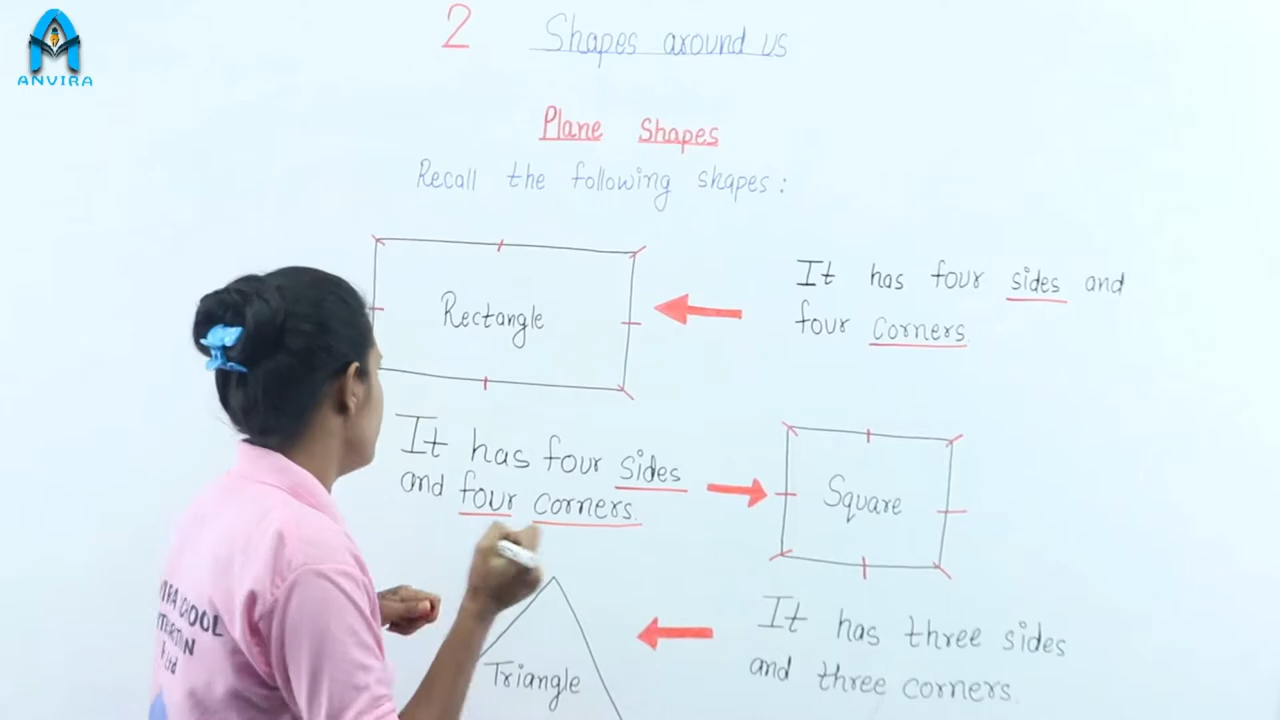 ANVIRA
2 Shapes around us
Plane Shapes
Recall the following shapes:
Rectangle
It has four sides and
four corners.
It has four sides
and four corners.
Square
Triangle
It has three sides
and three corners.